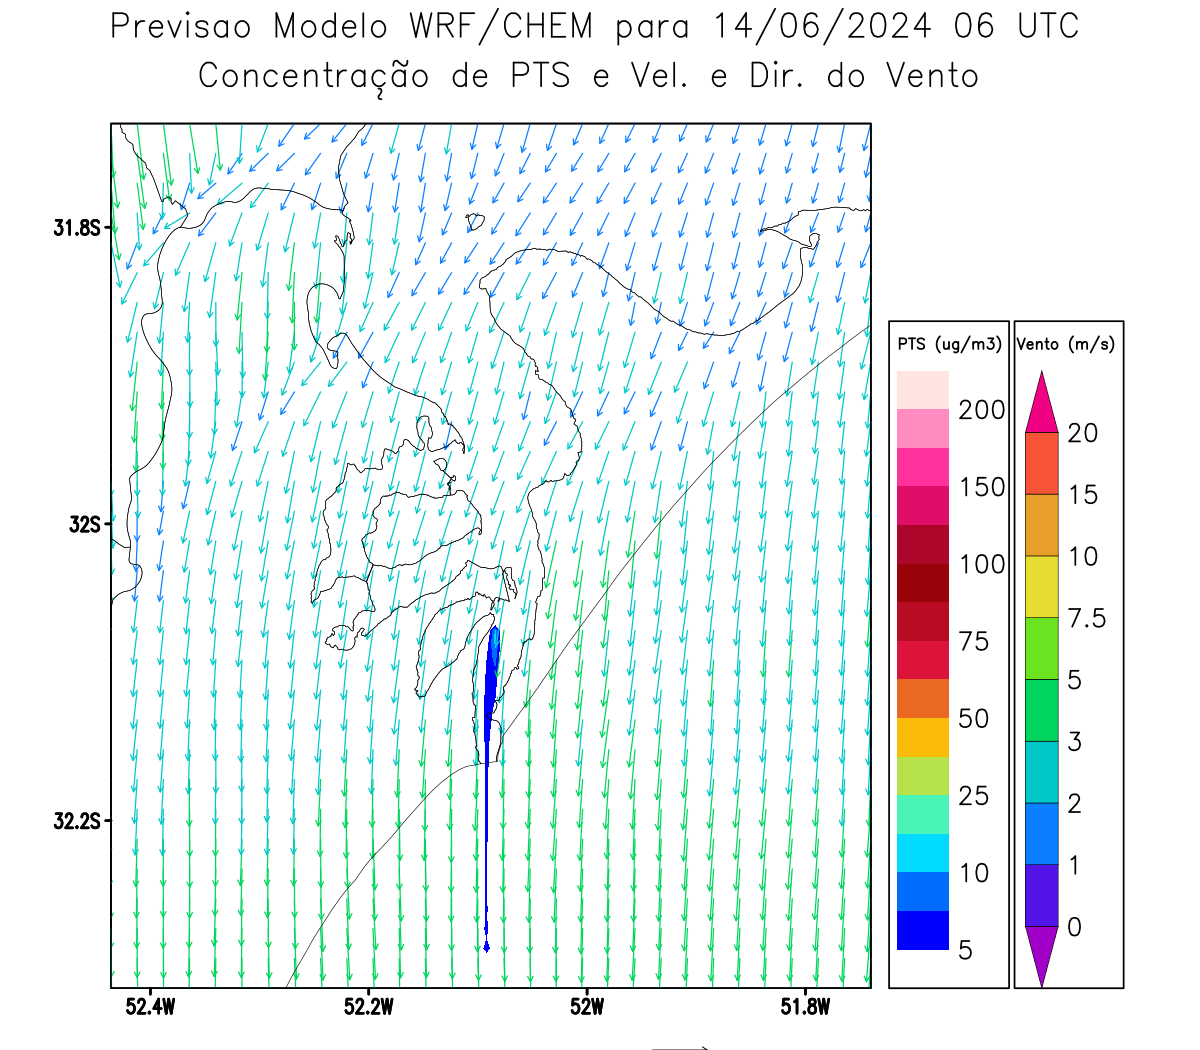 Previsao Modelo WRF/CHEM para 14/06/2024 06 UTC
Concentração de PTS e Vel. e Dir. do Vento
31.8S
32S
32.2S
52.4W
52.2W
52W
51.8W
PTS (ug/m3)
200
150
100
75
50
25
10
5
Vento (m/s)
20
15
10
7.5
5
3
2
1
0